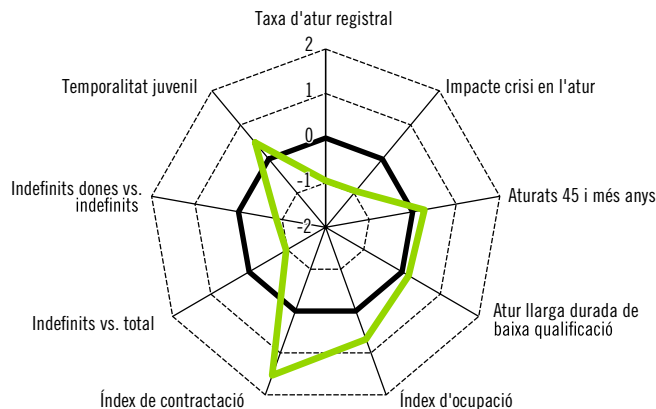 Taxa d'atur registral
2
Temporalitat juvenil
Impacte crisi en l'atur
1
0
Indefinits dones vs.
indefinits
-1
Aturats 45 i més anys
-2
Indefinits vs. total
Atur llarga durada de
baixa qualificació
Índex de contractació
Índex d'ocupació